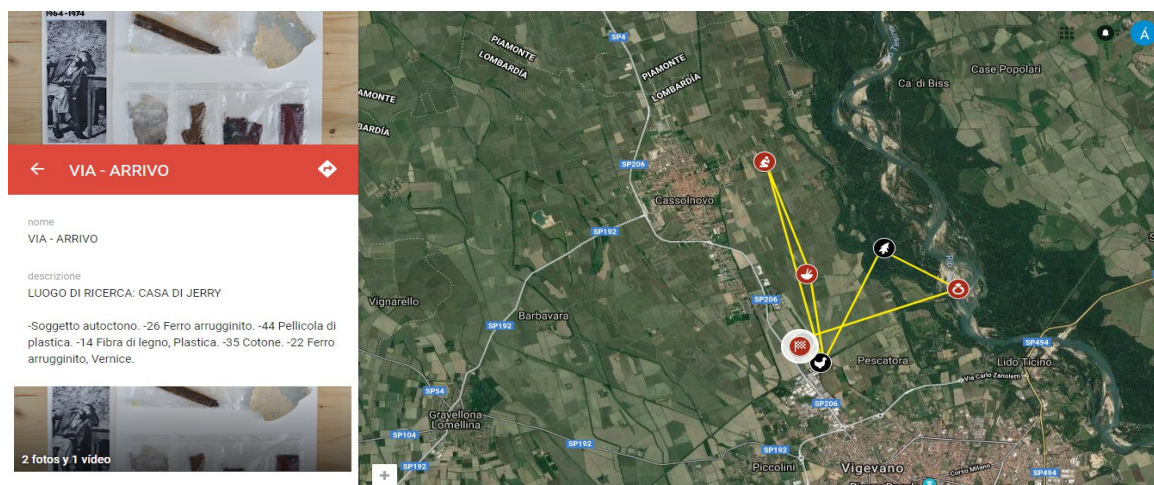 1964-1974
VIA - ARRIVO
nome
VIA - ARRIVO
descrizione
LUOGO DI RICERCA: CASA DI JERRY
-Soggetto autoctono. -26 Ferro arrugginito. -44 Pellicola di
plastica. -14 Fibra di legno, Plastica. -35 Cotone. -22 Ferro
arrugginito, Vernice.
2 fotos y 1 vídeo
SP4
PIAMONTE
LOMBARDÍA
PIAMONTE
LOMBARDÍA
AMONTE
BARDÍA
Á
Case Popolari
Ca' di Biss
SP206
Cassolnovo
SP192
Vignarello
SP206
Barbavara
SP192
SP494
Pescatora
Lido Ticino
Via Carlo Zanoletti
SP54
SP206
Gravellona
Lomellina
SP104
SP192
SP192
SP192
Piccolini
Vigevano
Corso Milano
SP494
+